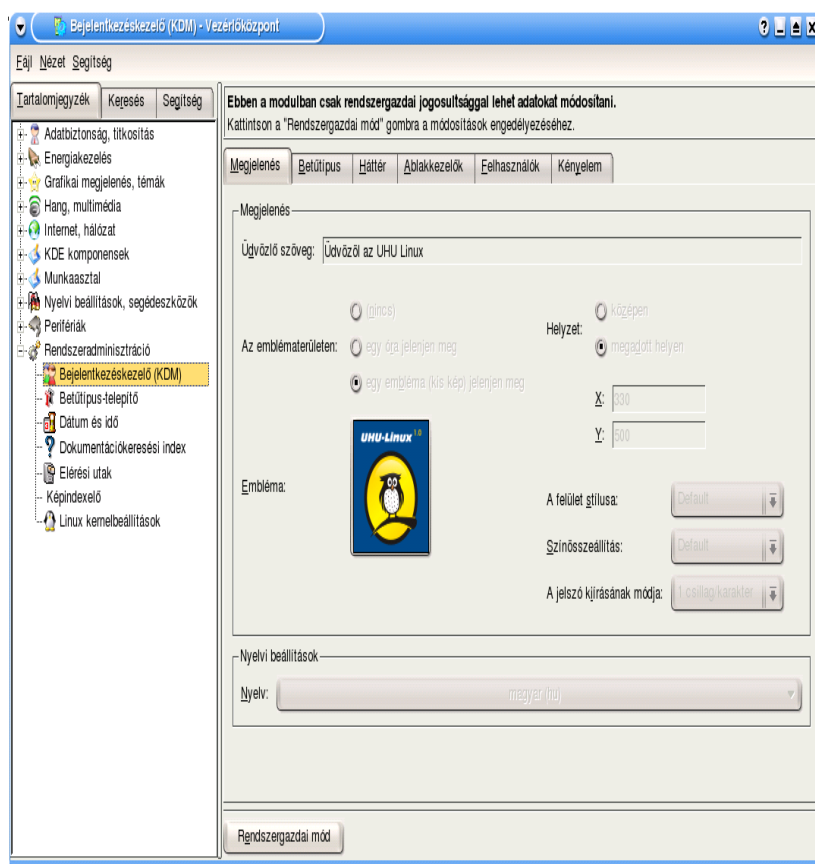 Bejelentkezéskezelő (KDM) - Vezérlőközpont
Fájl Nézet Segítség
Tartalomjegyzék Keresés Segítség
Adatbiztonság, titkosítás
Energiakezelés
Grafikai megjelenés, témák
Hang, multimédia
Internet, hálózat
KDE komponensek
Munkaasztal
Nyelvi beállítások, segédeszközök
Perifériák
Rendszeradminisztráció
Bejelentkezéskezelő (KDM)
Betűtípus-telepítő
Dátum és idő
Dokumentációkeresési index
Elérési utak
Képindexelő
Linux kernelbeállítások
Ebben a modulban csak rendszergazdai jogosultsággal lehet adatokat módosítani.
Kattintson a "Rendszergazdai mód" gombra a módosítások engedélyezéséhez.
Megjelenés Betűtípus Háttér Ablakkezelők Felhasználók Kényelem
Megjelenés
Üdvözlő szöveg: Üdvözöl az UHU Linux
Az emblématerületen:
(nincs)
egy óra jelenjen meg
egy embléma (kis kép) jelenjen meg
Embléma:
UHU-Linux 1.0
Helyzet:
középen
megadott helyen
X: 330
Y: 500
A felület stílusa: Default
Színösszeállítás: Default
A jelszó kiírásának módja: 1 csillag/karakter
Nyelvi beállítások
Nyelv: magyar (hu)
Rendszergazdai mód